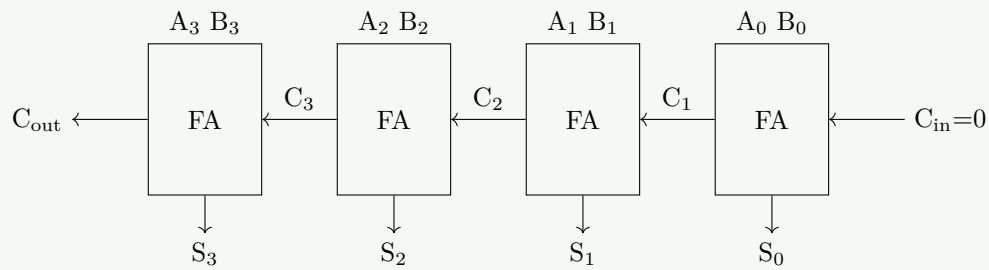 A₃ B₃ A₂ B₂ A₁ B₁ A₀ B₀
C₃ C₂ C₁
C_out FA FA FA FA C_in=0
S₃ S₂ S₁ S₀